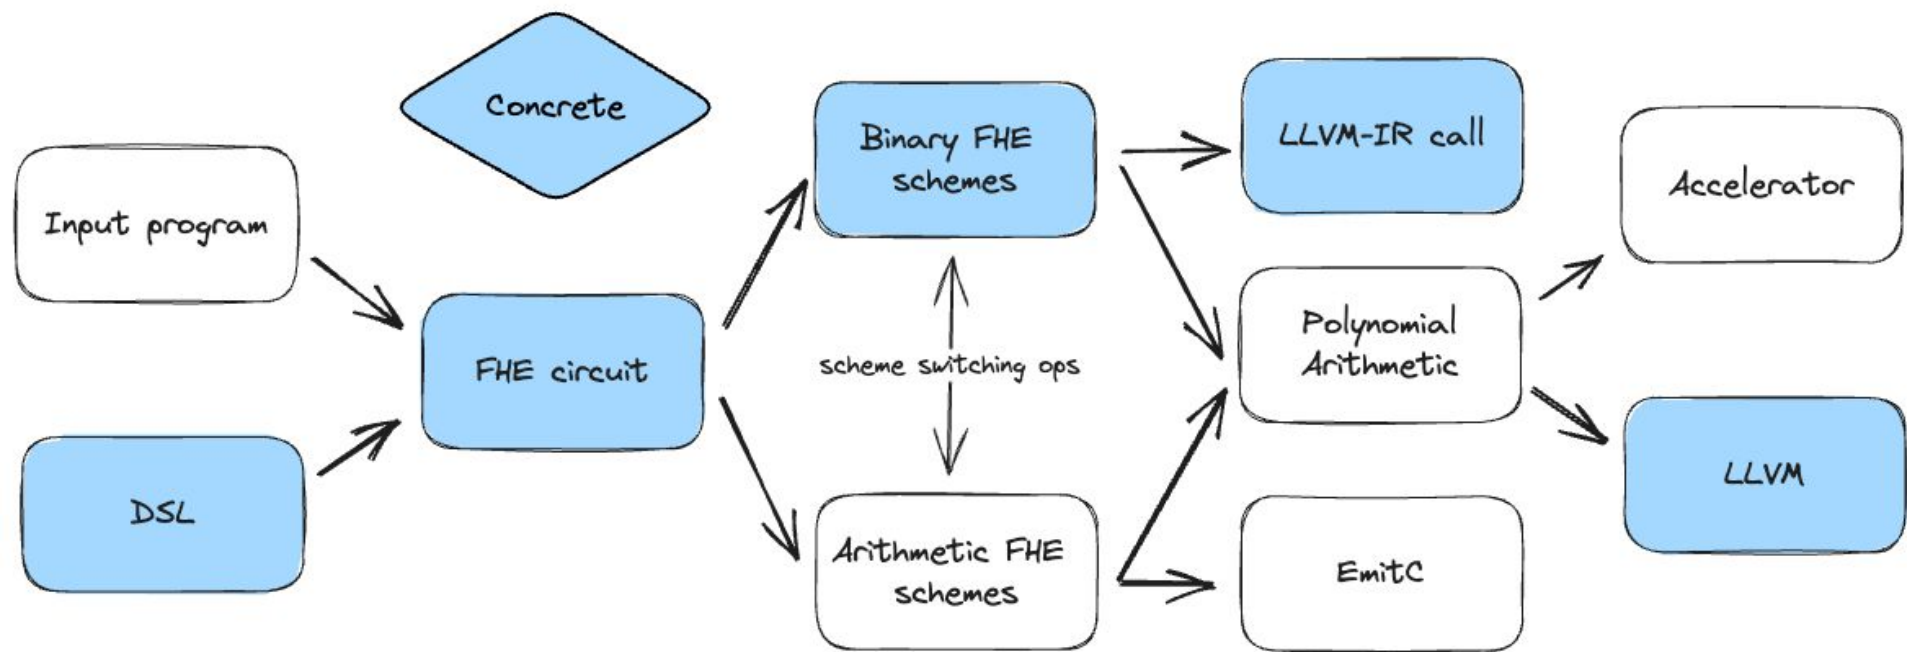 Concrete
Input program
DSL
FHE circuit
Binary FHE
schemes
scheme switching ops
Arithmetic FHE
schemes
LLVM-IR call
Polynomial
Arithmetic
EmitC
Accelerator
LLVM